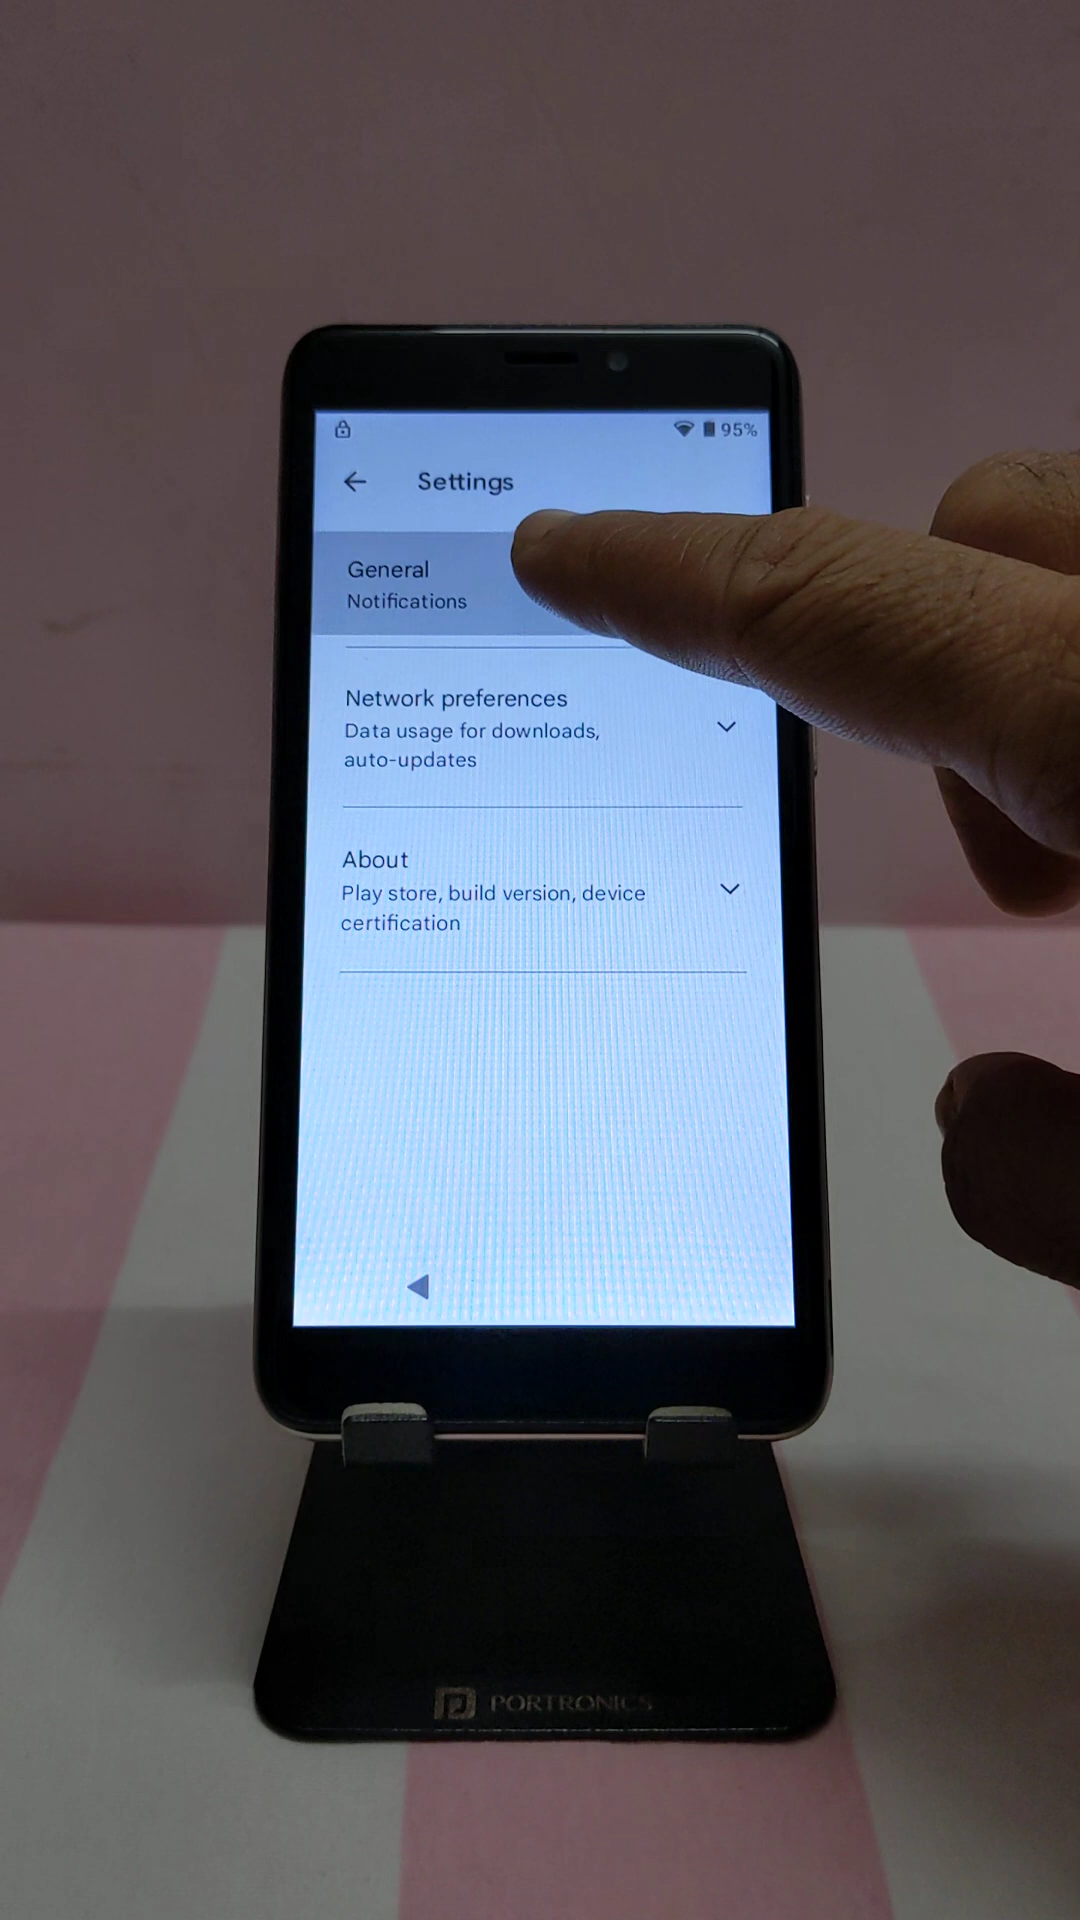 95%
Settings
General
Notifications
Network preferences
Data usage for downloads,
auto-updates
About
Play store, build version, device
certification
PORTRONICS